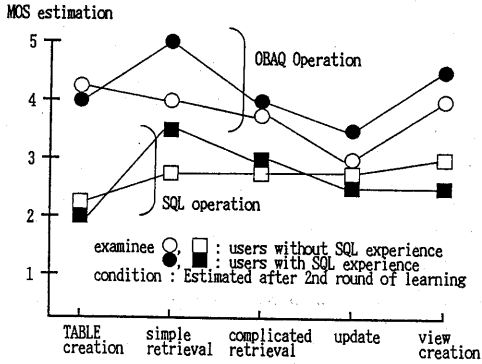 MOS estimation
5
4
3
2
1
OBAQ Operation
SQL operation
examinee ○, □ : users without SQL experience
●, ■ : users with SQL experience
condition : Estimated after 2nd round of learning
TABLE creation
simple retrieval
complicated retrieval
update
view creation